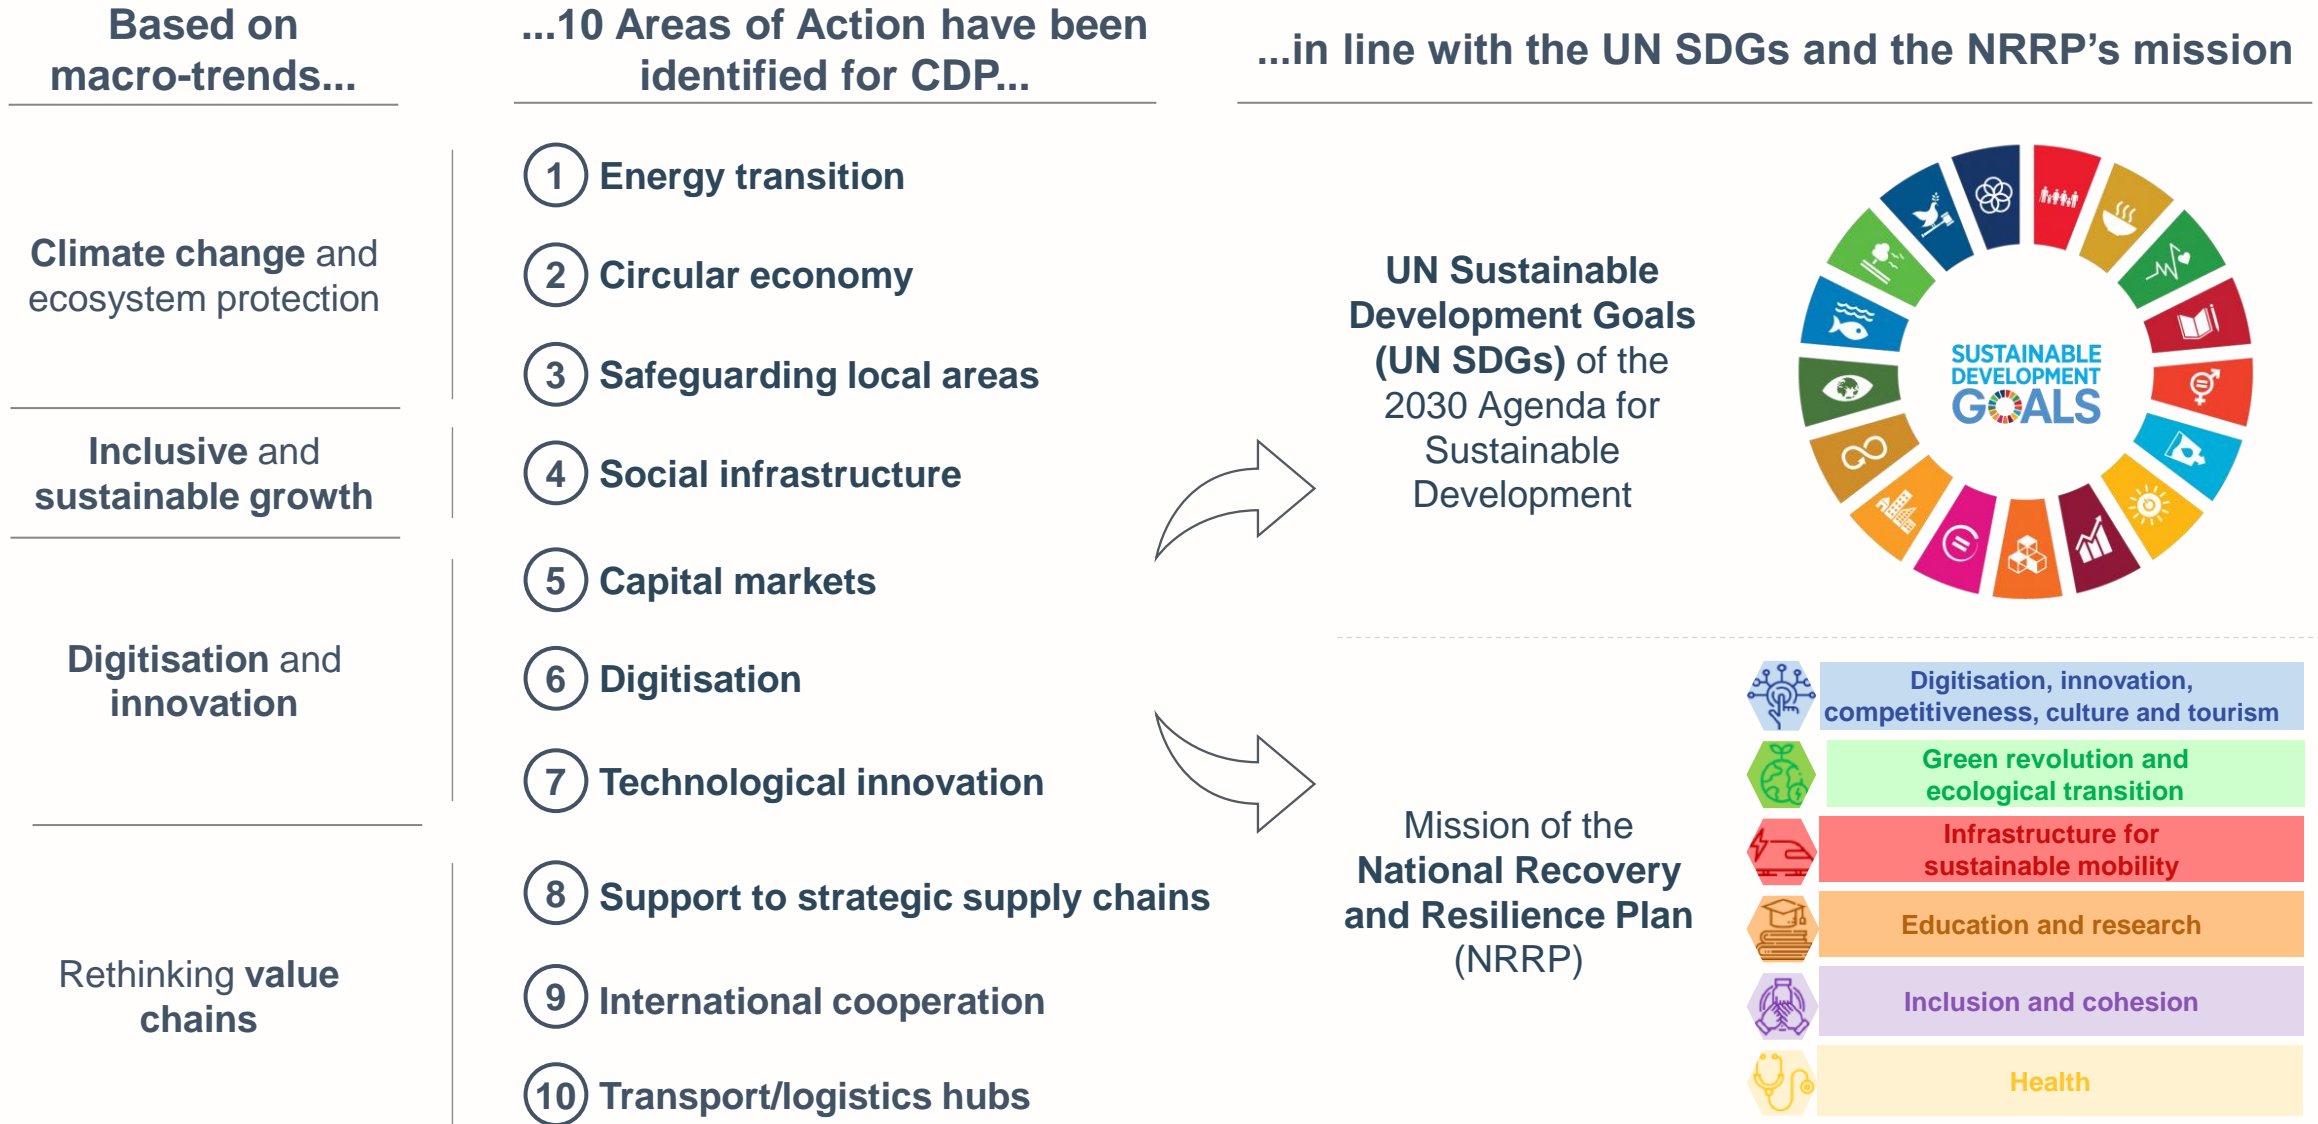 Based on
macro-trends...
...10 Areas of Action have been
identified for CDP...
...in line with the UN SDGs and the NRRP's mission
Climate change and
ecosystem protection
Inclusive and
sustainable growth
Digitisation and
innovation
Rethinking value
chains
1 Energy transition
2 Circular economy
3 Safeguarding local areas
4 Social infrastructure
5 Capital markets
6 Digitisation
7 Technological innovation
8 Support to strategic supply chains
9 International cooperation
10 Transport/logistics hubs
UN Sustainable
Development Goals
(UN SDGs) of the
2030 Agenda for
Sustainable
Development
SUSTAINABLE
DEVELOPMENT
GOALS
Mission of the
National Recovery
and Resilience Plan
(NRRP)
Digitisation, innovation,
competitiveness, culture and tourism
Green revolution and
ecological transition
Infrastructure for
sustainable mobility
Education and research
Inclusion and cohesion
Health